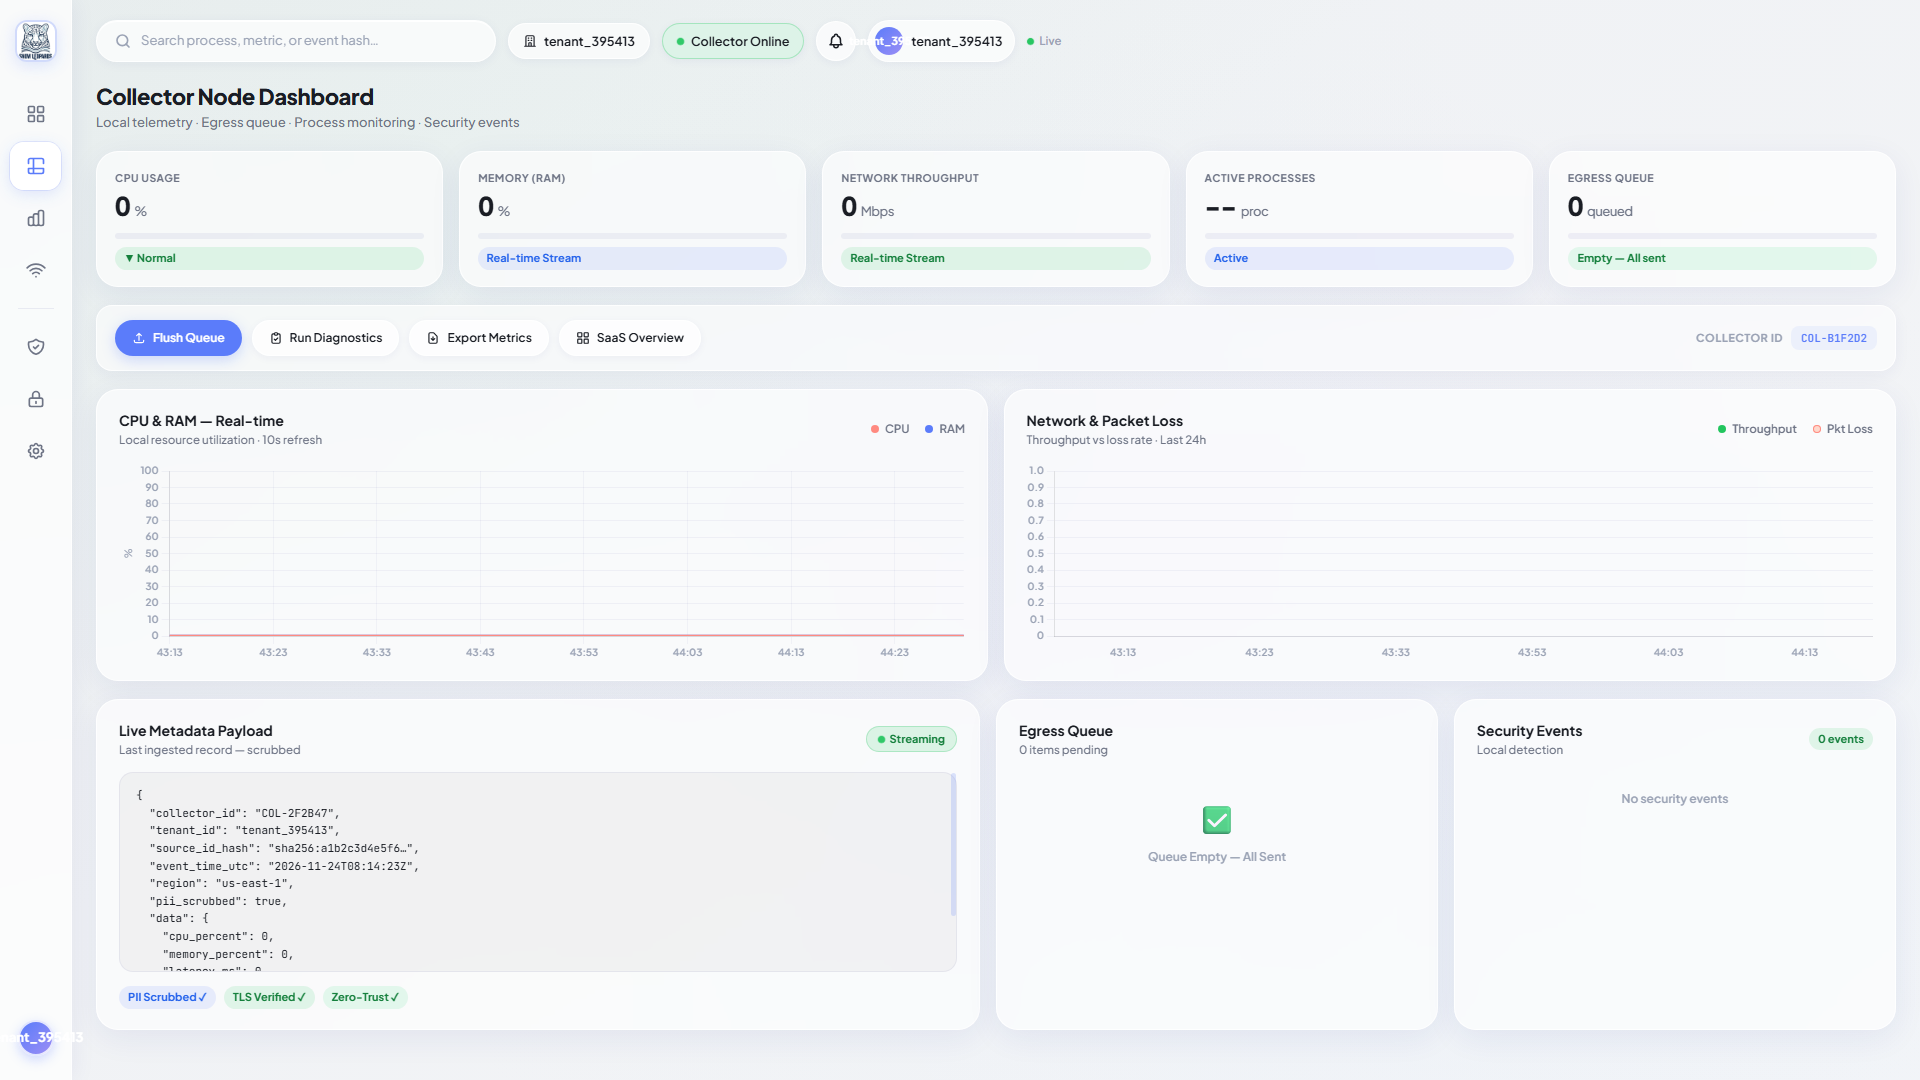 Search process, metric, or event hash...
tenant_395413
Collector Online
tenant_395413
Live
Collector Node Dashboard
Local telemetry · Egress queue · Process monitoring · Security events
CPU USAGE
0 %
▼ Normal
MEMORY (RAM)
0 %
Real-time Stream
NETWORK THROUGHPUT
0 Mbps
Real-time Stream
ACTIVE PROCESSES
-- proc
Active
EGRESS QUEUE
0 queued
Empty — All sent
Flush Queue
Run Diagnostics
Export Metrics
SaaS Overview
COLLECTOR ID
COL-B1F2D2
CPU & RAM — Real-time
Local resource utilization · 10s refresh
CPU
RAM
100
90
80
70
60
50
40
30
20
10
0
%
43:13
43:23
43:33
43:43
43:53
44:03
44:13
44:23
Network & Packet Loss
Throughput vs loss rate · Last 24h
Throughput
Pkt Loss
1.0
0.9
0.8
0.7
0.6
0.5
0.4
0.3
0.2
0.1
0
43:13
43:23
43:33
43:53
44:03
44:13
Live Metadata Payload
Last ingested record — scrubbed
Streaming
{
"collector_id": "COL-2F2B47",
"tenant_id": "tenant_395413",
"source_id_hash": "sha256:a1b2c3d4e5f6…",
"event_time_utc": "2026-11-24T08:14:23Z",
"region": "us-east-1",
"pii_scrubbed": true,
"data": {
"cpu_percent": 0,
"memory_percent": 0,
"latency_ms": 0
PII Scrubbed ✓
TLS Verified ✓
Zero-Trust ✓
Egress Queue
0 items pending
Queue Empty — All Sent
Security Events
Local detection
0 events
No security events